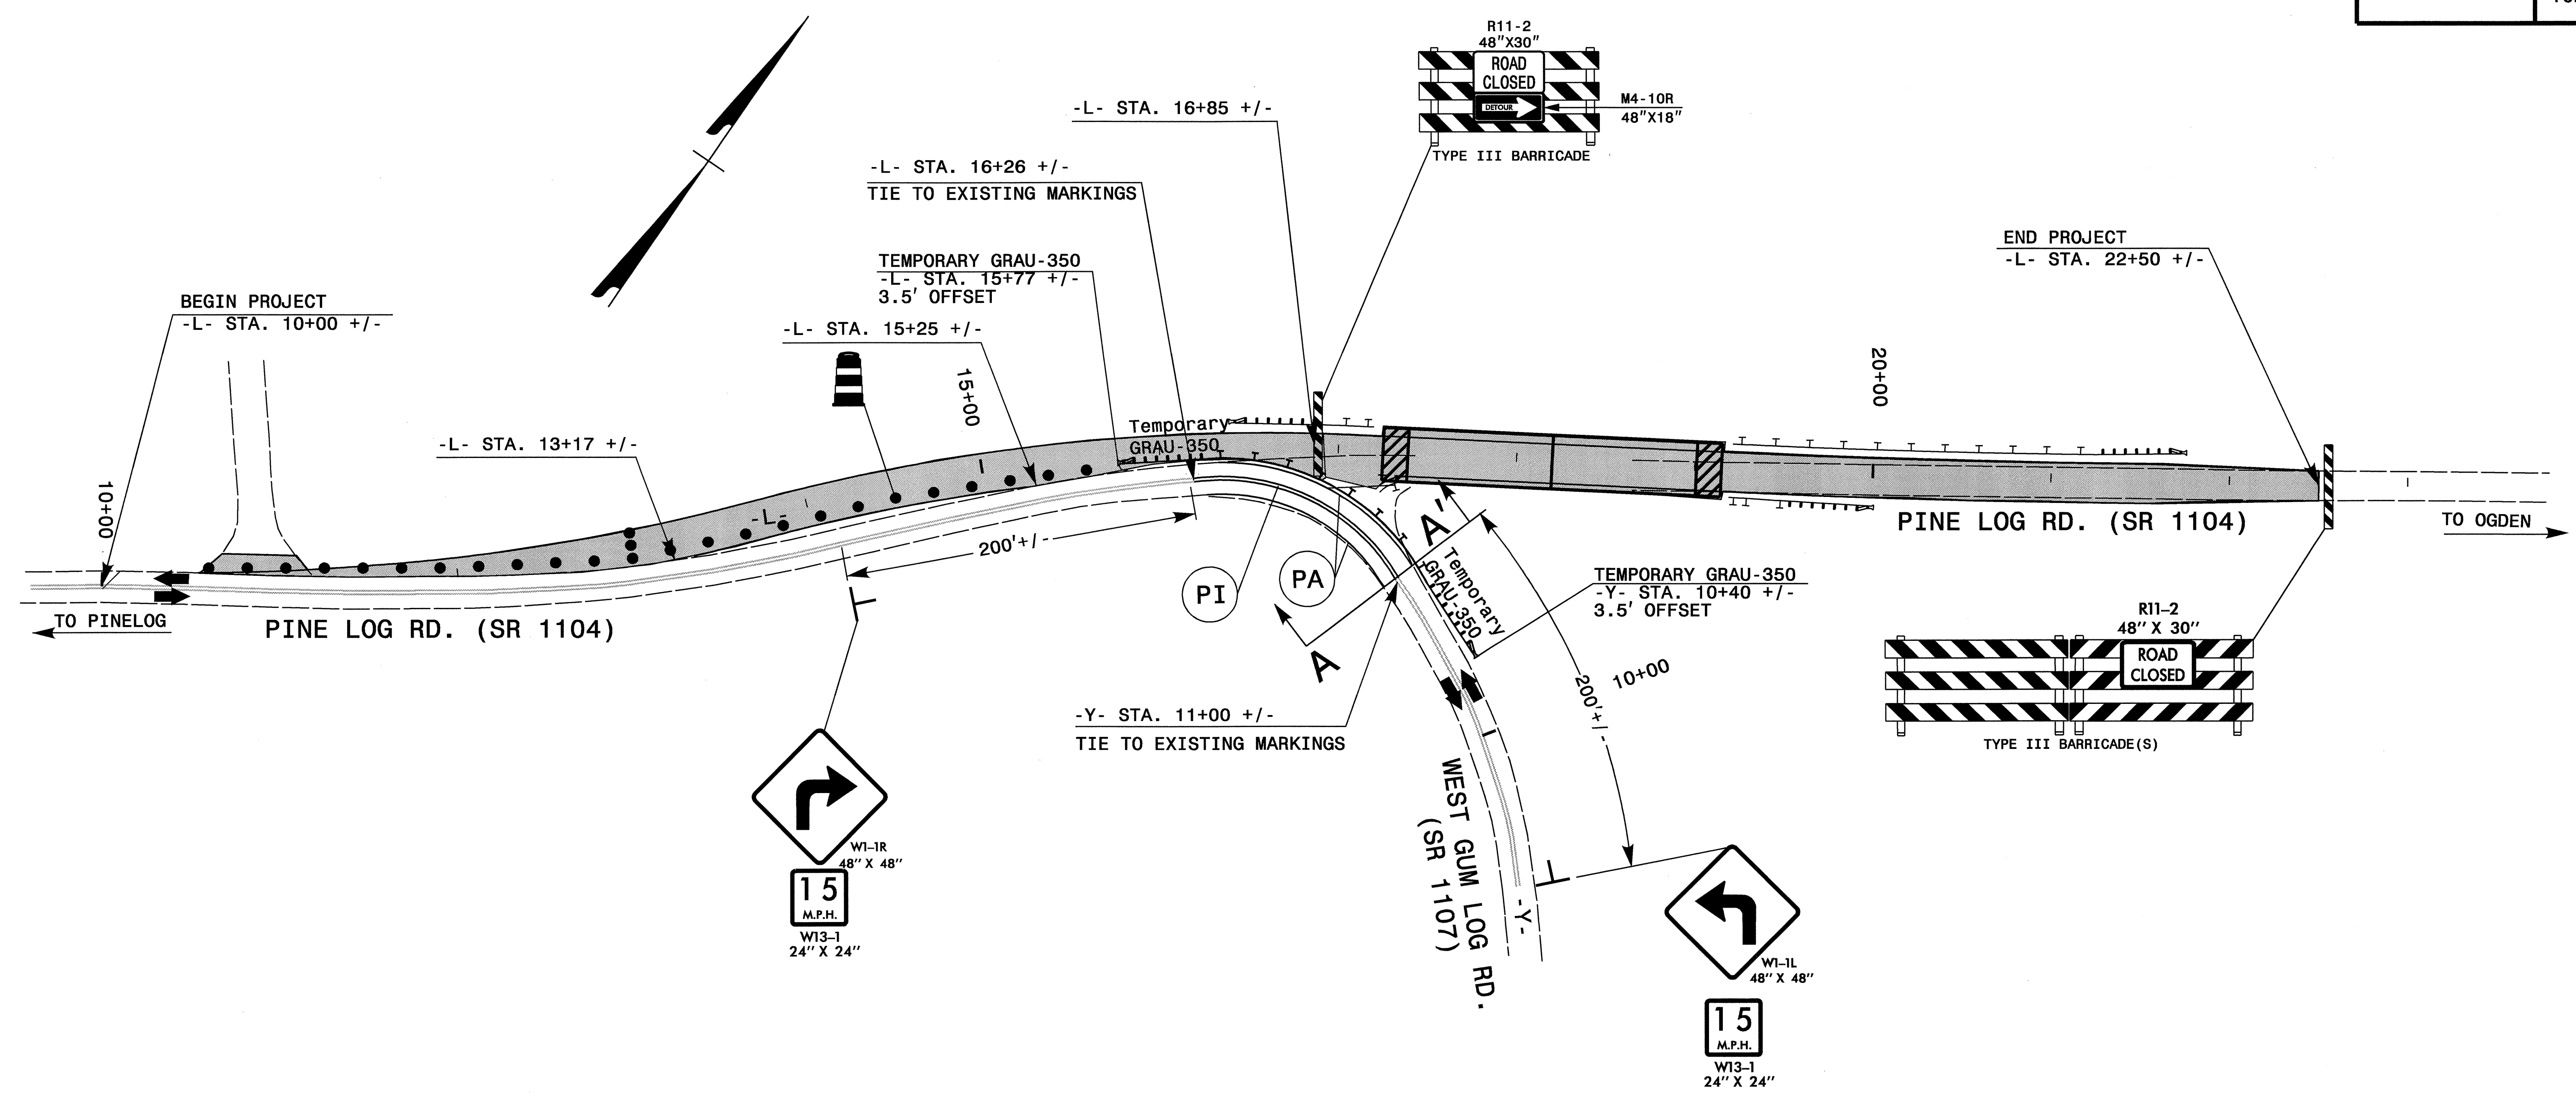 R11-2
48"X30"
ROAD
CLOSED
DETOUR
M4-10R
48"X18"
TYPE III BARRICADE
-L- STA. 16+85 +/-
-L- STA. 16+26 +/-
TIE TO EXISTING MARKINGS
TEMPORARY GRAU-350
-L- STA. 15+77 +/-
3.5' OFFSET
-L- STA. 15+25 +/-
BEGIN PROJECT
-L- STA. 10+00 +/-
END PROJECT
-L- STA. 22+50 +/-
-L- STA. 13+17 +/-
10+00
15+00
20+00
Temporary
GRAU-350
-L-
200'+/-
TO PINELOG
PINE LOG RD. (SR 1104)
PINE LOG RD. (SR 1104)
TO OGDEN
PI
PA
A
A'
Temporary
GRAU-350
TEMPORARY GRAU-350
-Y- STA. 10+40 +/-
3.5' OFFSET
10+00
200'+/-
-Y- STA. 11+00 +/-
TIE TO EXISTING MARKINGS
WEST GUM LOG RD.
(SR 1107)
-Y-
R11-2
48" X 30"
ROAD
CLOSED
TYPE III BARRICADE(S)
W1-1R
48" X 48"
15
M.P.H.
W13-1
24" X 24"
W1-1L
48" X 48"
15
M.P.H.
W13-1
24" X 24"